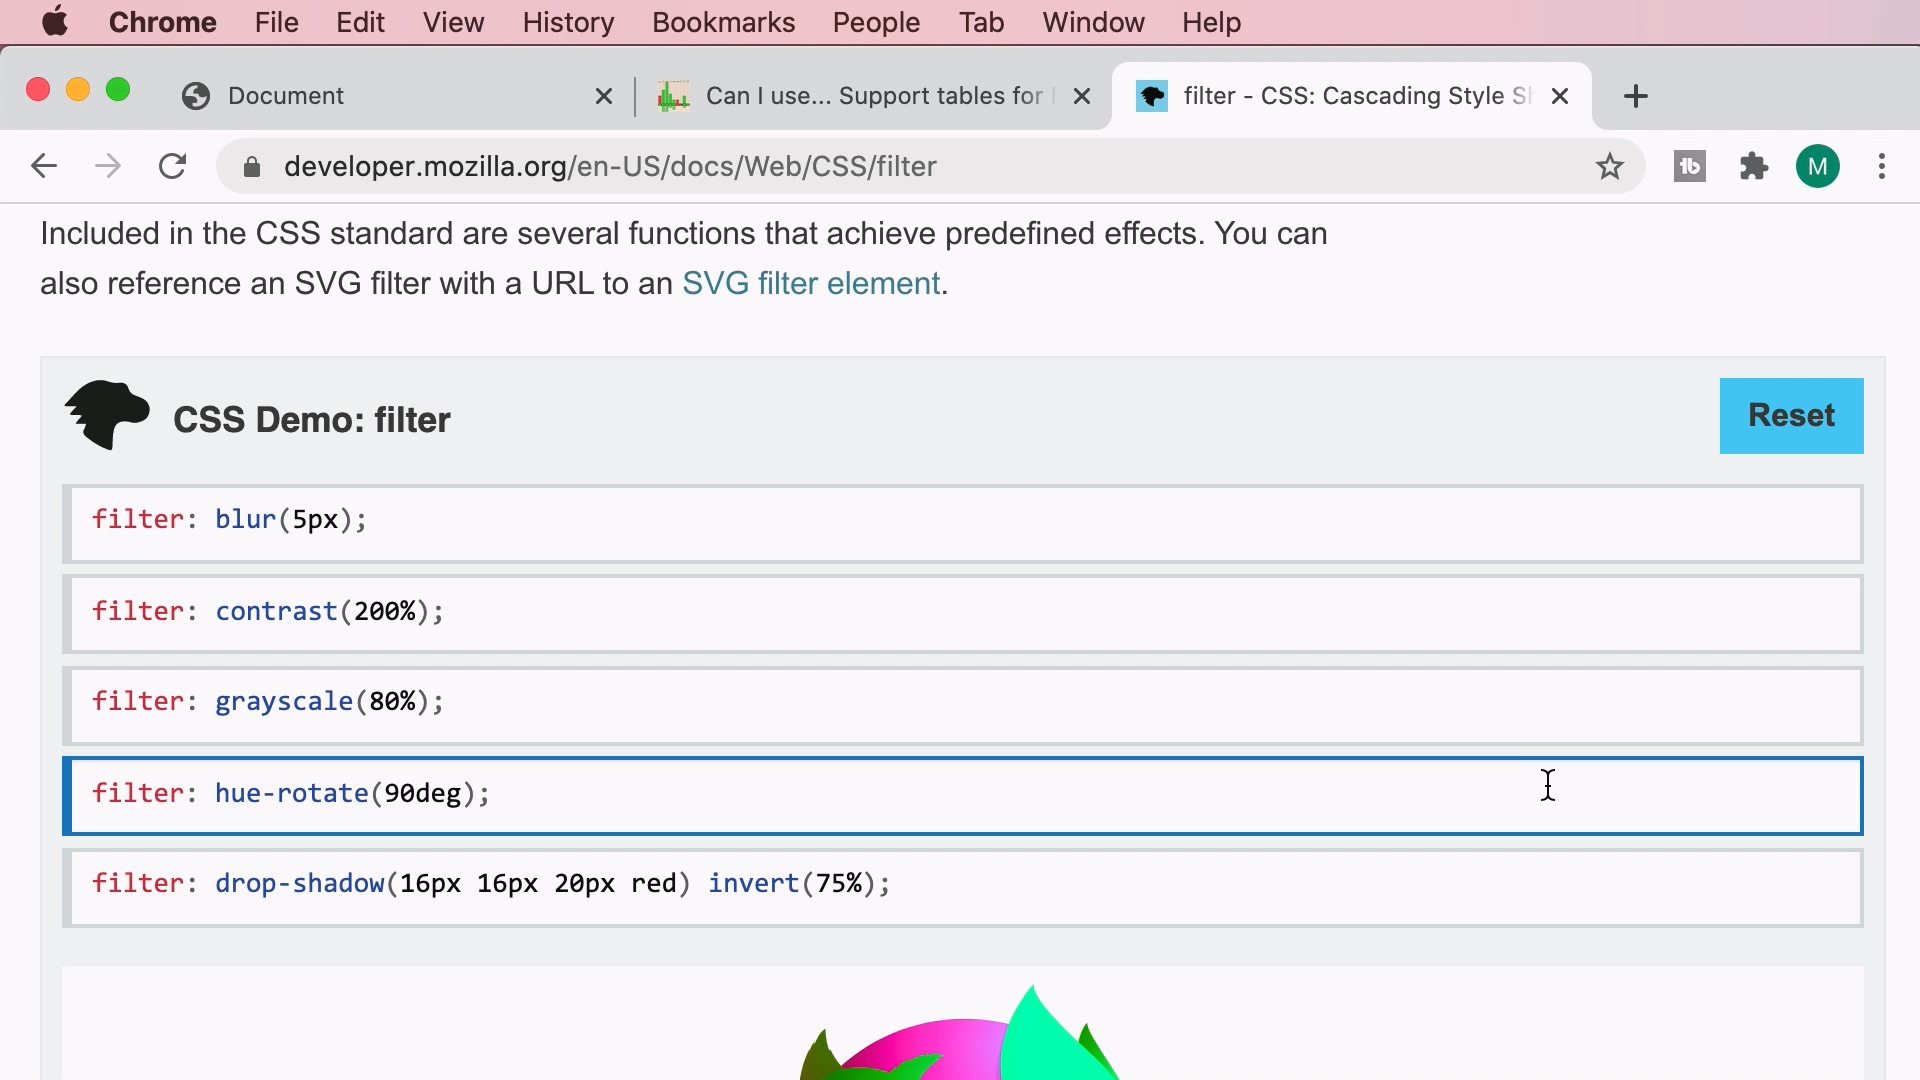 Chrome File Edit View History Bookmarks People Tab Window Help
Document Can I use... Support tables for filter - CSS: Cascading Style Sh
developer.mozilla.org/en-US/docs/Web/CSS/filter M
Included in the CSS standard are several functions that achieve predefined effects. You can
also reference an SVG filter with a URL to an SVG filter element.
CSS Demo: filter
Reset
filter: blur(5px);
filter: contrast(200%);
filter: grayscale(80%);
filter: hue-rotate(90deg);
filter: drop-shadow(16px 16px 20px red) invert(75%);